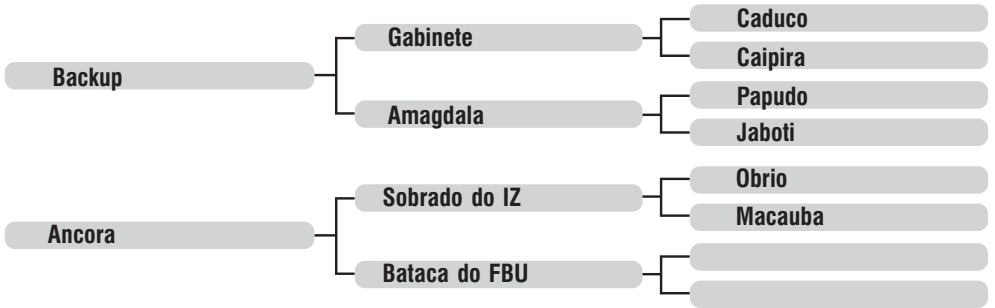 Caduco
Gabinete
Caipira
Backup
Papudo
Amagdala
Jaboti
Obrio
Sobrado do IZ
Macauba
Ancora
Bataca do FBU